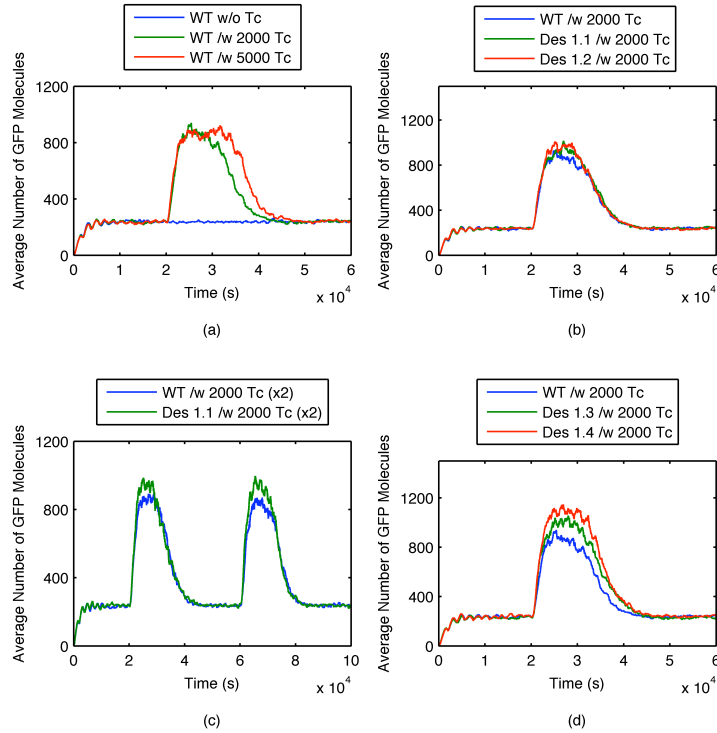 WT w/o Tc
WT /w 2000 Tc
WT /w 5000 Tc
Average Number of GFP Molecules
1200
800
400
0
0 1 2 3 4 5 6
Time (s)
x 10^4
(a)
WT /w 2000 Tc
Des 1.1 /w 2000 Tc
Des 1.2 /w 2000 Tc
Average Number of GFP Molecules
1200
800
400
0
0 1 2 3 4 5 6
Time (s)
x 10^4
(b)
WT /w 2000 Tc (x2)
Des 1.1 /w 2000 Tc (x2)
Average Number of GFP Molecules
1200
800
400
0
0 2 4 6 8 10
Time (s)
x 10^4
(c)
WT /w 2000 Tc
Des 1.3 /w 2000 Tc
Des 1.4 /w 2000 Tc
Average Number of GFP Molecules
1200
800
400
0
0 1 2 3 4 5 6
Time (s)
x 10^4
(d)